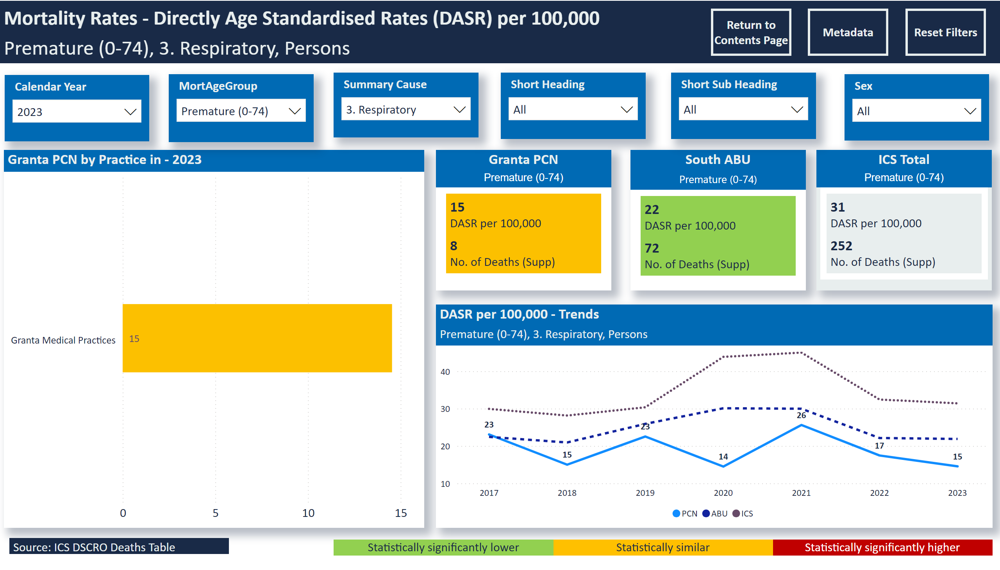 Mortality Rates - Directly Age Standardised Rates (DASR) per 100,000
Premature (0-74), 3. Respiratory, Persons
Return to
Contents Page
Metadata
Reset Filters
Calendar Year
2023
MortAgeGroup
Premature (0-74)
Summary Cause
3. Respiratory
Short Heading
All
Short Sub Heading
All
Sex
All
Granta PCN by Practice in - 2023
Granta Medical Practices
15
0 5 10 15
Granta PCN
Premature (0-74)
15
DASR per 100,000
8
No. of Deaths (Supp)
South ABU
Premature (0-74)
22
DASR per 100,000
72
No. of Deaths (Supp)
ICS Total
Premature (0-74)
31
DASR per 100,000
252
No. of Deaths (Supp)
DASR per 100,000 - Trends
Premature (0-74), 3. Respiratory, Persons
40
30
20
10
23
15
23
14
26
17
15
2017 2018 2019 2020 2021 2022 2023
PCN ABU ICS
Source: ICS DSCRO Deaths Table
Statistically significantly lower
Statistically similar
Statistically significantly higher